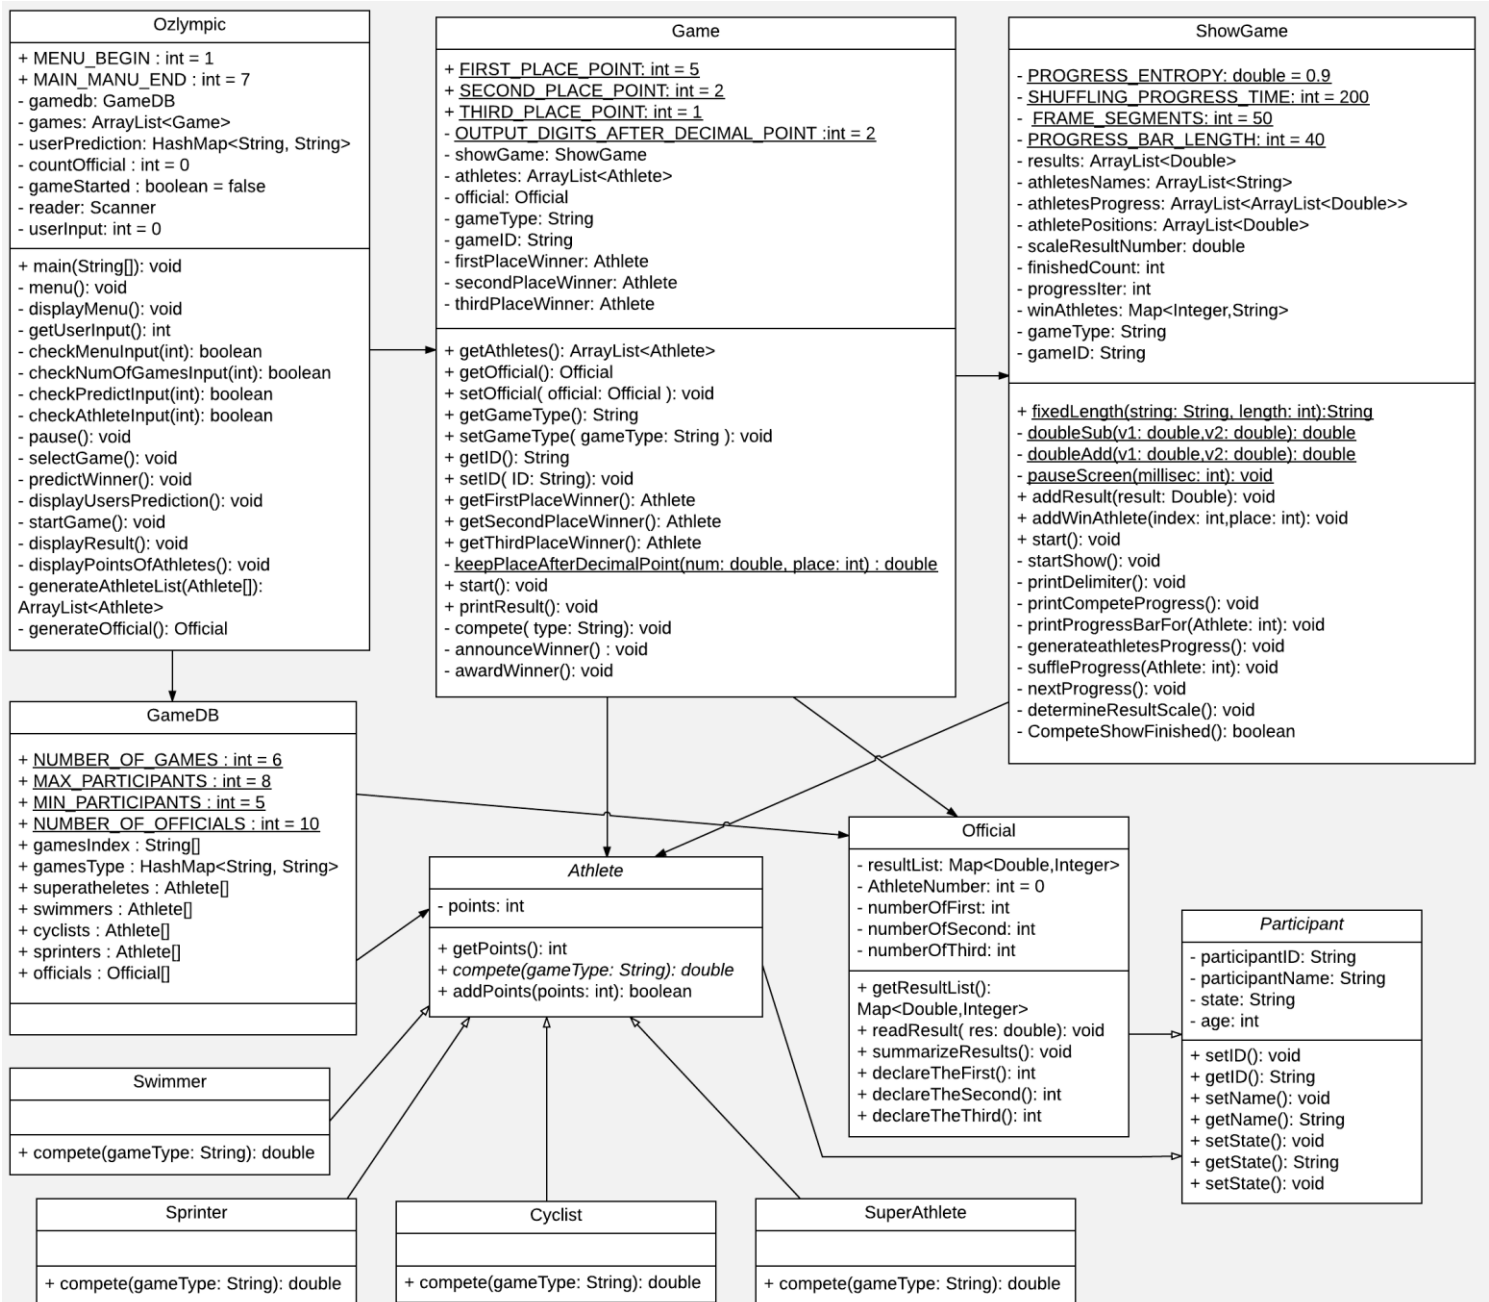 Ozlympic
+ MENU_BEGIN : int = 1
+ MAIN_MANU_END : int = 7
- gamedb: GameDB
- games: ArrayList<Game>
- userPrediction: HashMap<String, String>
- countOfficial : int = 0
- gameStarted : boolean = false
- reader: Scanner
- userInput: int = 0
+ main(String[]): void
- menu(): void
- displayMenu(): void
- getUserInput(): int
- checkMenuInput(int): boolean
- checkNumOfGamesInput(int): boolean
- checkPredictInput(int): boolean
- checkAthleteInput(int): boolean
- pause(): void
- selectGame(): void
- predictWinner(): void
- displayUsersPrediction(): void
- startGame(): void
- displayResult(): void
- displayPointsOfAthletes(): void
- generateAthleteList(Athlete[]):
ArrayList<Athlete>
- generateOfficial(): Official
Game
+ FIRST_PLACE_POINT: int = 5
+ SECOND_PLACE_POINT: int = 2
+ THIRD_PLACE_POINT: int = 1
- OUTPUT_DIGITS_AFTER_DECIMAL_POINT :int = 2
- showGame: ShowGame
- athletes: ArrayList<Athlete>
- official: Official
- gameType: String
- gameID: String
- firstPlaceWinner: Athlete
- secondPlaceWinner: Athlete
- thirdPlaceWinner: Athlete
+ getAthletes(): ArrayList<Athlete>
+ getOfficial(): Official
+ setOfficial( official: Official ): void
+ getGameType(): String
+ setGameType( gameType: String ): void
+ getID(): String
+ setID( ID: String): void
+ getFirstPlaceWinner(): Athlete
+ getSecondPlaceWinner(): Athlete
+ getThirdPlaceWinner(): Athlete
- keepPlaceAfterDecimalPoint(num: double, place: int) : double
+ start(): void
+ printResult(): void
- compete( type: String): void
- announceWinner() : void
- awardWinner(): void
ShowGame
- PROGRESS_ENTROPY: double = 0.9
- SHUFFLING_PROGRESS_TIME: int = 200
- FRAME_SEGMENTS: int = 50
- PROGRESS_BAR_LENGTH: int = 40
- results: ArrayList<Double>
- athletesNames: ArrayList<String>
- athletesProgress: ArrayList<ArrayList<Double>>
- athletePositions: ArrayList<Double>
- scaleResultNumber: double
- finishedCount: int
- progressIter: int
- winAthletes: Map<Integer,String>
- gameType: String
- gameID: String
+ fixedLength(string: String, length: int):String
- doubleSub(v1: double,v2: double): double
- doubleAdd(v1: double,v2: double): double
- pauseScreen(millisec: int): void
+ addResult(result: Double): void
+ addWinAthlete(index: int,place: int): void
+ start(): void
- startShow(): void
- printDelimiter(): void
- printCompeteProgress(): void
- printProgressBarFor(Athlete: int): void
- generateathletesProgress(): void
- suffleProgress(Athlete: int): void
- nextProgress(): void
- determineResultScale(): void
- CompeteShowFinished(): boolean
GameDB
+ NUMBER_OF_GAMES : int = 6
+ MAX_PARTICIPANTS : int = 8
+ MIN_PARTICIPANTS : int = 5
+ NUMBER_OF_OFFICIALS : int = 10
+ gamesIndex : String[]
+ gamesType : HashMap<String, String>
+ superatheletes : Athlete[]
+ swimmers : Athlete[]
+ cyclists : Athlete[]
+ sprinters : Athlete[]
+ officials : Official[]
Athlete
- points: int
+ getPoints(): int
+ compete(gameType: String): double
+ addPoints(points: int): boolean
Official
- resultList: Map<Double,Integer>
- AthleteNumber: int = 0
- numberOfFirst: int
- numberOfSecond: int
- numberOfThird: int
+ getResultList():
Map<Double,Integer>
+ readResult( res: double): void
+ summarizeResults(): void
+ declareTheFirst(): int
+ declareTheSecond(): int
+ declareTheThird(): int
Participant
- participantID: String
- participantName: String
- state: String
- age: int
+ setID(): void
+ getID(): String
+ setName(): void
+ getName(): String
+ setState(): void
+ getState(): String
+ setState(): void
Swimmer
+ compete(gameType: String): double
Sprinter
+ compete(gameType: String): double
Cyclist
+ compete(gameType: String): double
SuperAthlete
+ compete(gameType: String): double